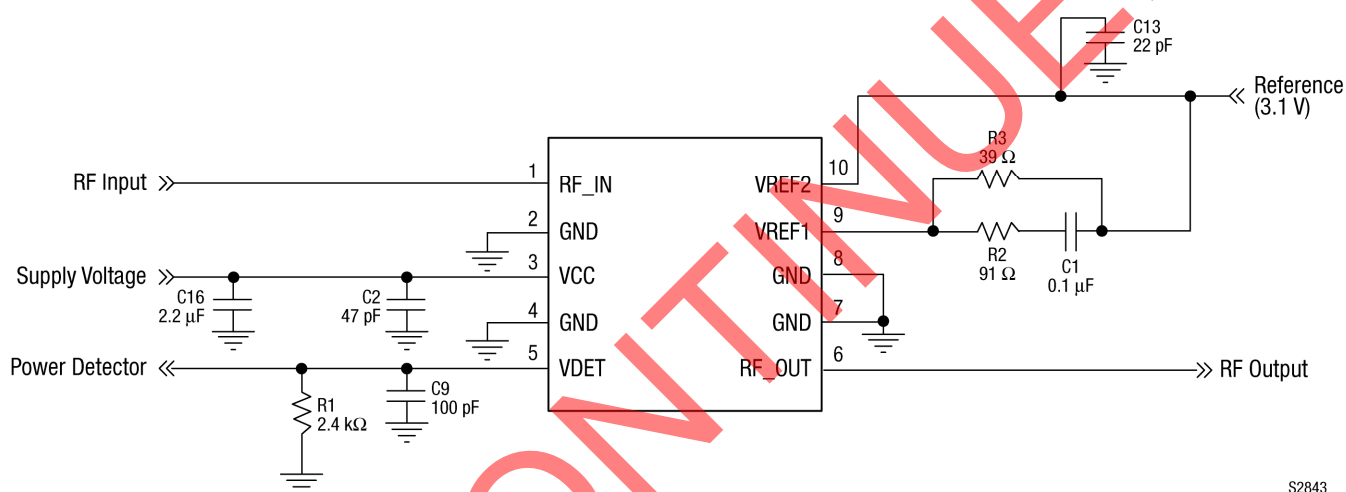 C13
22 pF
Reference
(3.1 V)
R3
39 Ω
RF Input
1
RF_IN
VREF2
10
2
GND
VREF1
9
R2
91 Ω
C1
0.1 µF
Supply Voltage
3
VCC
GND
8
C16
2.2 µF
C2
47 pF
4
GND
GND
7
Power Detector
5
VDET
RF_OUT
6
RF Output
R1
2.4 kΩ
C9
100 pF
S2843
ONTINUE